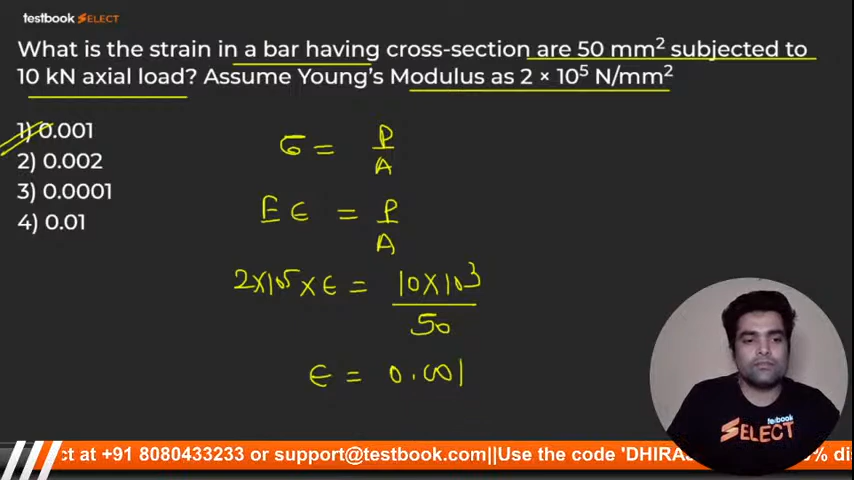 testbook SELECT
What is the strain in a bar having cross-section are 50 mm² subjected to
10 kN axial load? Assume Young's Modulus as 2 × 10⁵ N/mm²
1) 0.001
2) 0.002
3) 0.0001
4) 0.01
σ = P/A
E ϵ = P/A
2×10⁵ × ϵ = 10×10³/50
ϵ = 0.001
testbook
SELECT
ct at +91 8080433233 or support@testbook.com||Use the code 'DHIRA
% dis